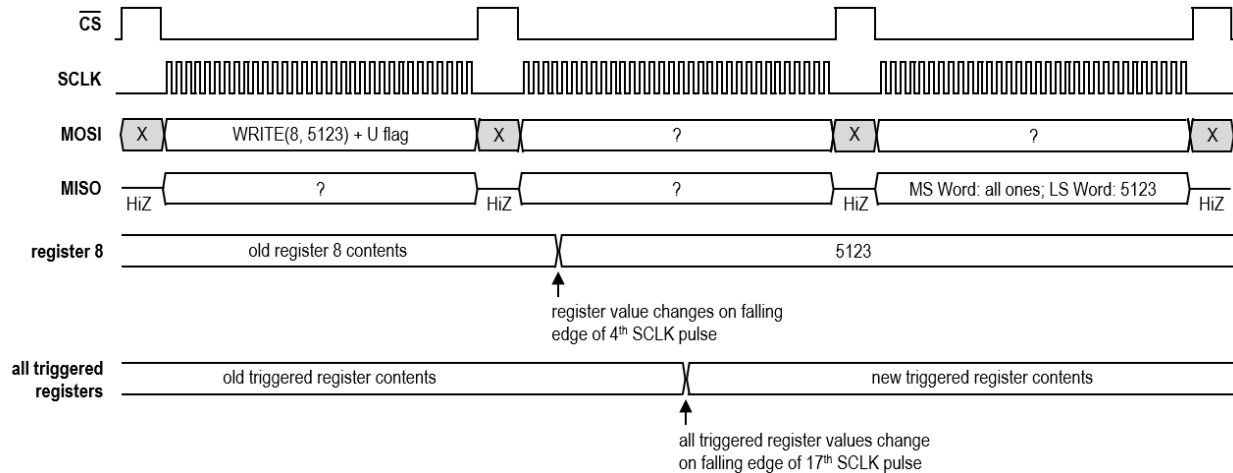 CS
SCLK
MOSI X WRITE(8, 5123) + U flag X ? X ? X
MISO ? ? MS Word: all ones; LS Word: 5123
HiZ HiZ HiZ HiZ
register 8 old register 8 contents 5123
register value changes on falling
edge of 4th SCLK pulse
all triggered
registers
old triggered register contents new triggered register contents
all triggered register values change
on falling edge of 17th SCLK pulse